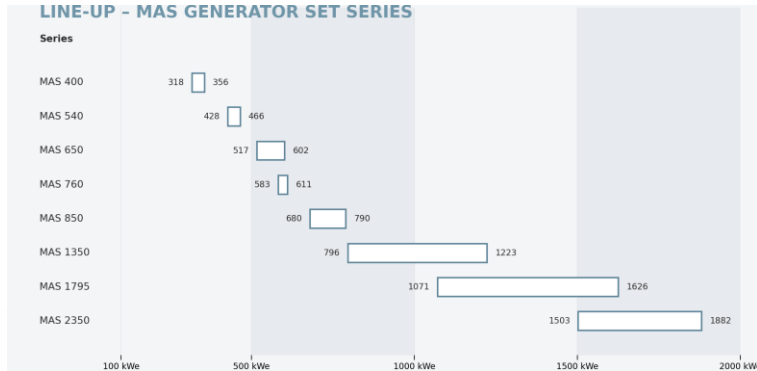 LINE-UP – MAS GENERATOR SET SERIES
Series
MAS 400 318 356
MAS 540 428 466
MAS 650 517 602
MAS 760 583 611
MAS 850 680 790
MAS 1350 796 1223
MAS 1795 1071 1626
MAS 2350 1503 1882
100 kWe 500 kWe 1000 kWe 1500 kWe 2000 kW